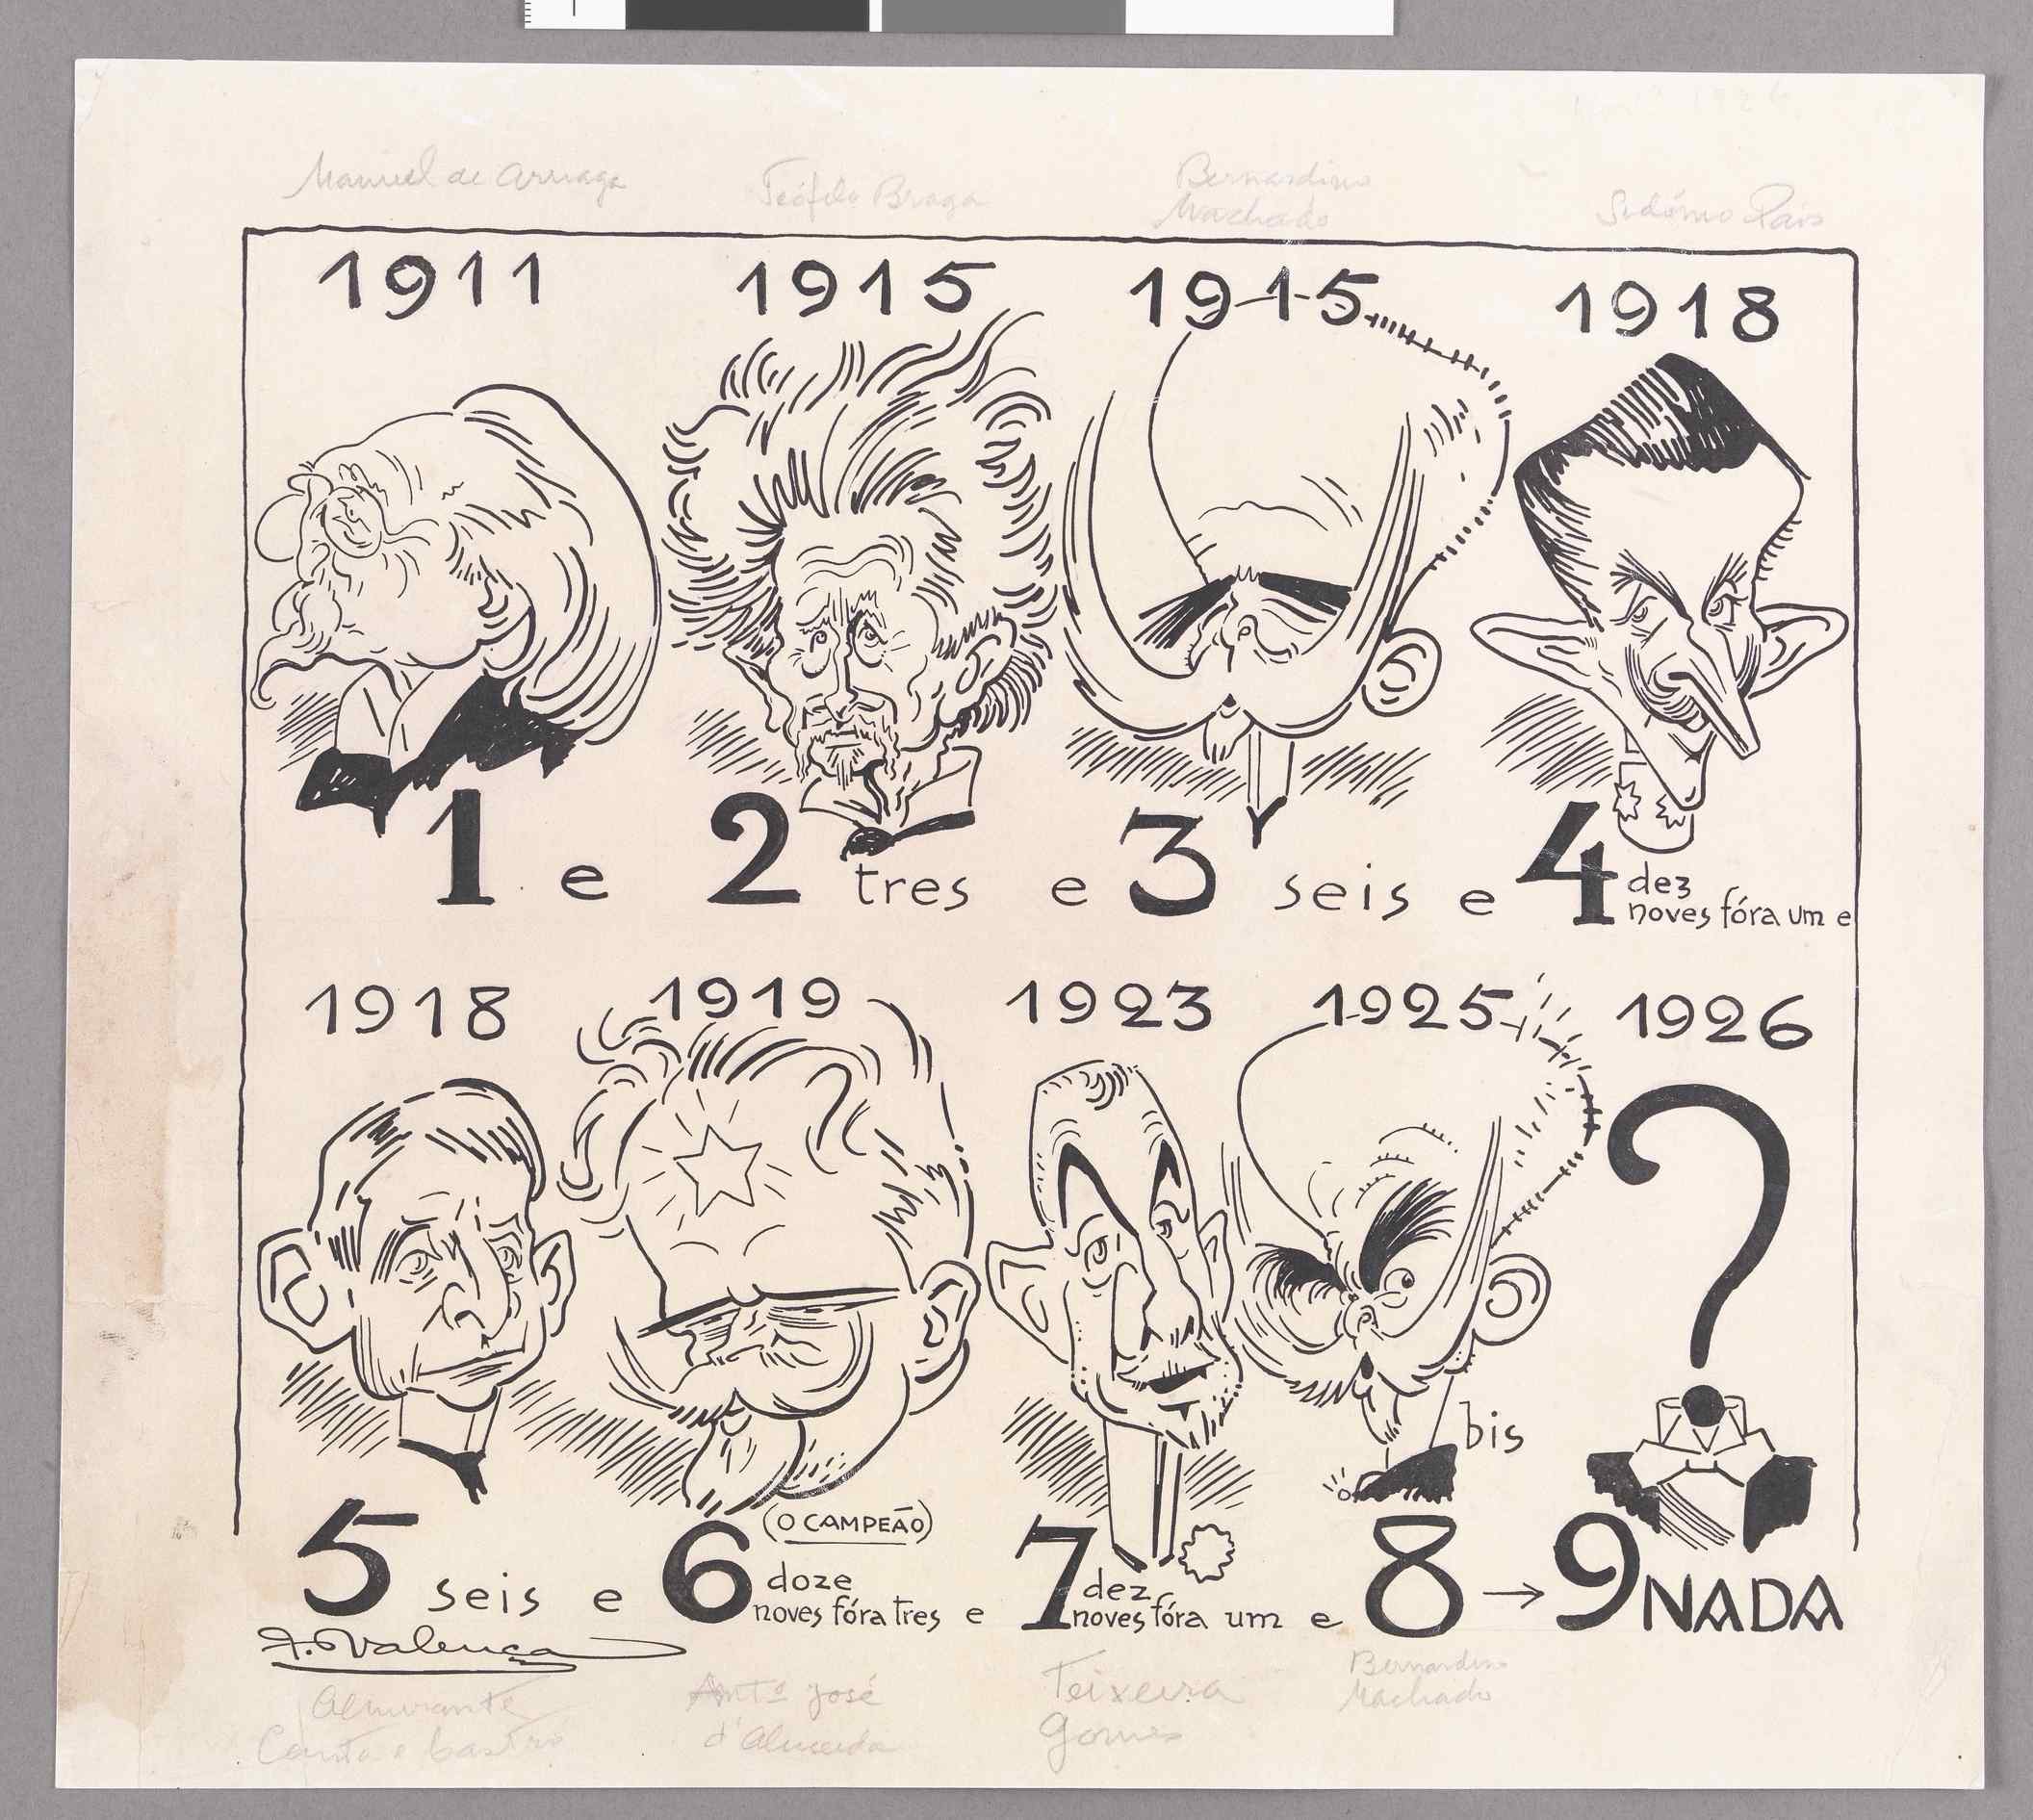 Manuel de Arriaga
Teófilo Braga
Bernardino
Machado
Sidónio Pais
1911
1915
1915
1918
1 e 2 tres e 3 seis e 4 dez
noves fóra um e
1918
1919
1923
1925
1926
bis
(O CAMPEÃO)
5 seis e 6 doze
noves fóra tres e 7 dez
noves fóra um e 8 → 9 NADA
F. Valença
Almirante
Canto e Castro
Antº José
d'Almeida
Teixeira
Gomes
Bernardino
Machado